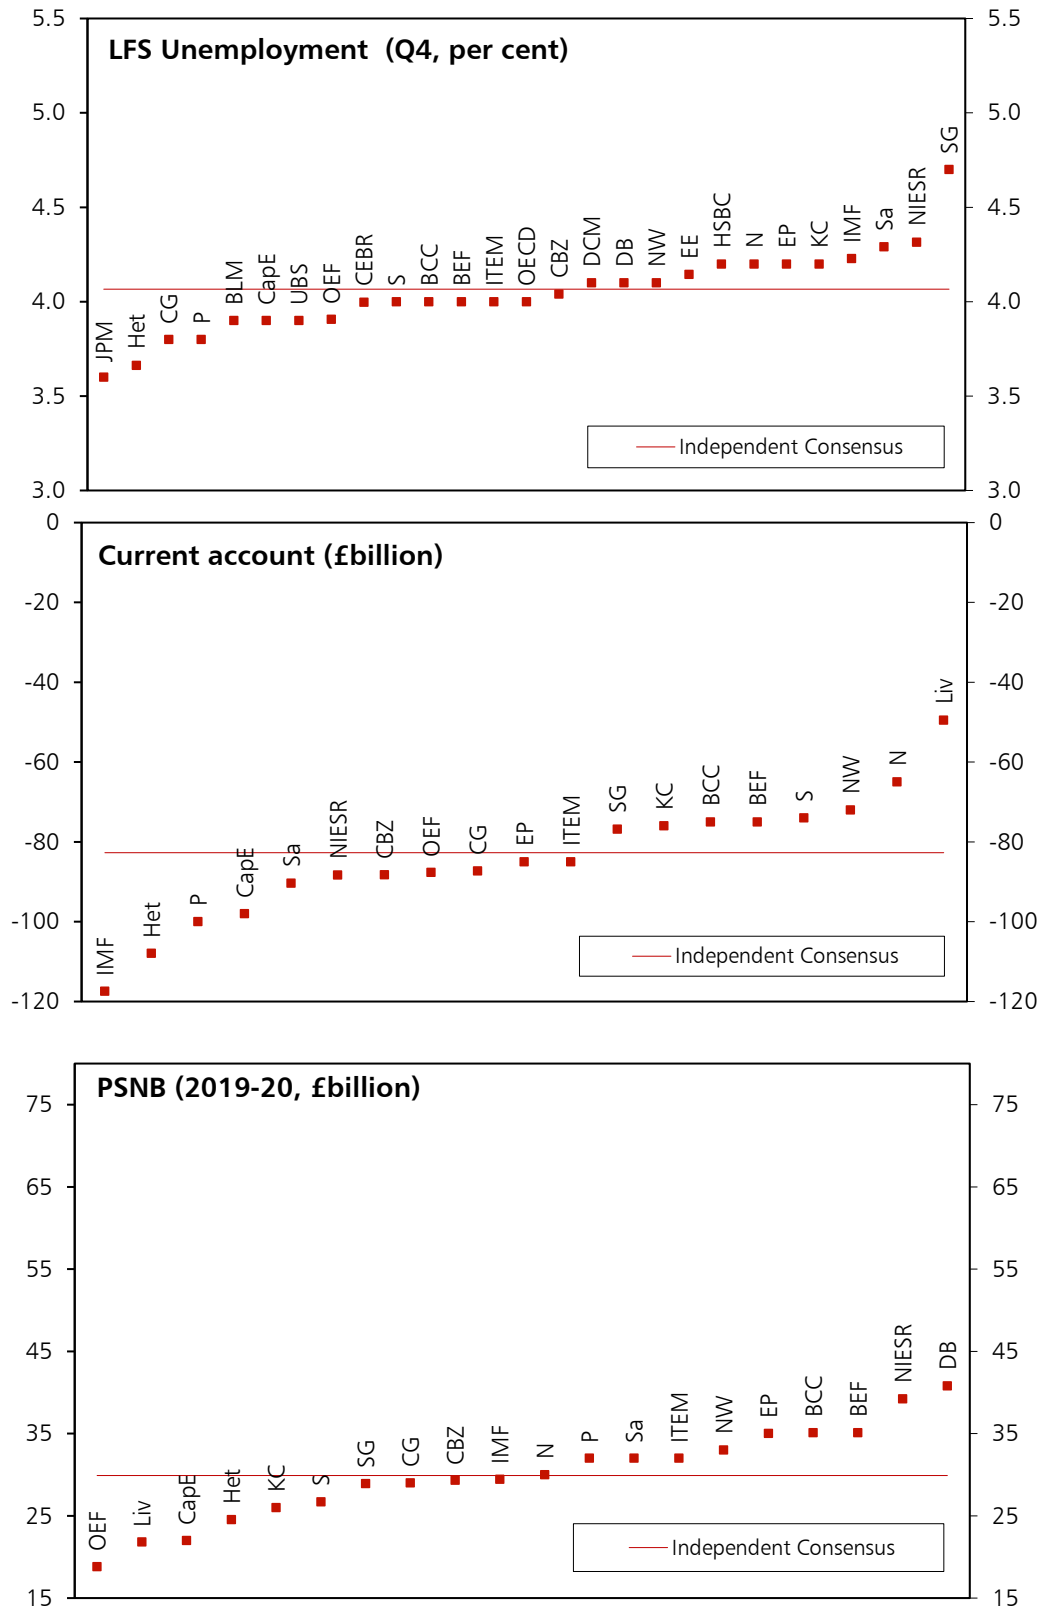 LFS Unemployment (Q4, per cent)
5.5 5.5
5.0 5.0
4.5 4.5
4.0 4.0
3.5 3.5
3.0 3.0
JPM Het CG P BLM CapE UBS OEF CEBR S BCC BEF ITEM OECD CBZ DCM DB NW EE HSBC N EP KC IMF Sa NIESR SG
Independent Consensus
Current account (£billion)
0 0
-20 -20
-40 -40
-60 -60
-80 -80
-100 -100
-120 -120
IMF Het P CapE Sa NIESR CBZ OEF CG EP ITEM SG KC BCC BEF S NW N Liv
Independent Consensus
PSNB (2019-20, £billion)
75 75
65 65
55 55
45 45
35 35
25 25
15 15
OEF Liv CapE Het KC S SG CG CBZ IMF N P Sa ITEM NW EP BCC BEF NIESR DB
Independent Consensus